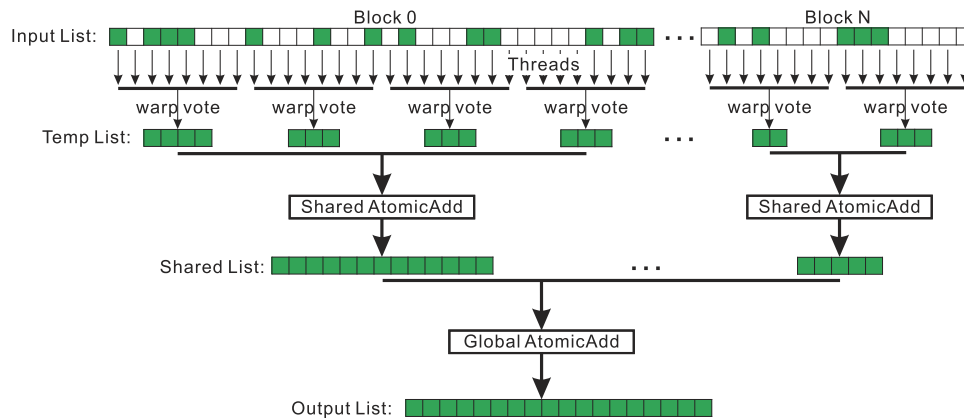 Block 0
Block N
Input List:
...
Threads
warp vote
warp vote
warp vote
warp vote
warp vote
warp vote
Temp List:
...
Shared AtomicAdd
Shared AtomicAdd
Shared List:
...
Global AtomicAdd
Output List: